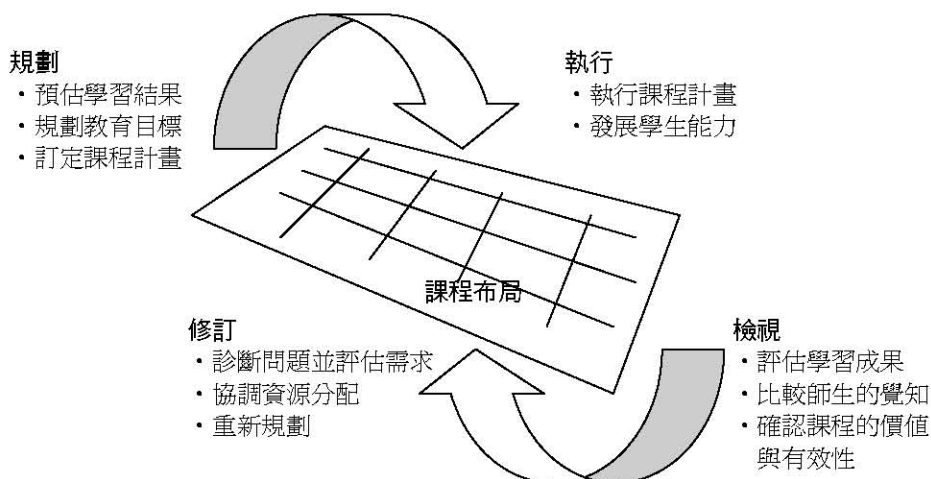 規劃
・預估學習結果
・規劃教育目標
・訂定課程計畫
執行
・執行課程計畫
・發展學生能力
課程布局
修訂
・診斷問題並評估需求
・協調資源分配
・重新規劃
檢視
・評估學習成果
・比較師生的覺知
・確認課程的價值
與有效性